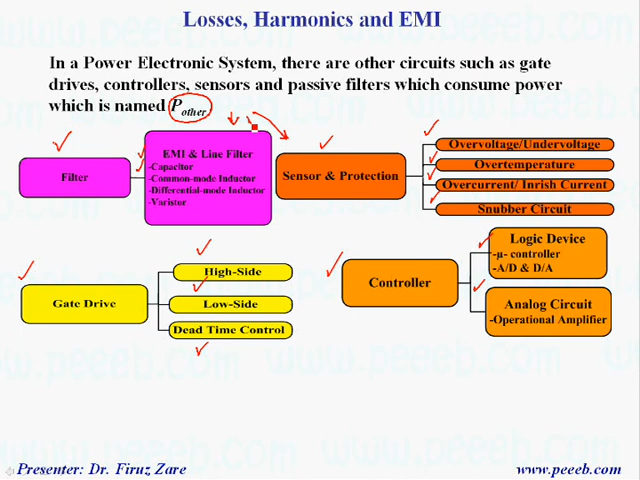 Losses, Harmonics and EMI
In a Power Electronic System, there are other circuits such as gate
drives, controllers, sensors and passive filters which consume power
which is named Pother
Filter
EMI & Line Filter
-Capacitor
-Common-mode Inductor
-Differential-mode Inductor
-Varistor
Sensor & Protection
Overvoltage/Undervoltage
Overtemperature
Overcurrent/ Inrish Current
Snubber Circuit
Gate Drive
High-Side
Low-Side
Dead Time Control
Controller
Logic Device
-µ- controller
-A/D & D/A
Analog Circuit
-Operational Amplifier
Presenter: Dr. Firuz Zare
www.peeeb.com